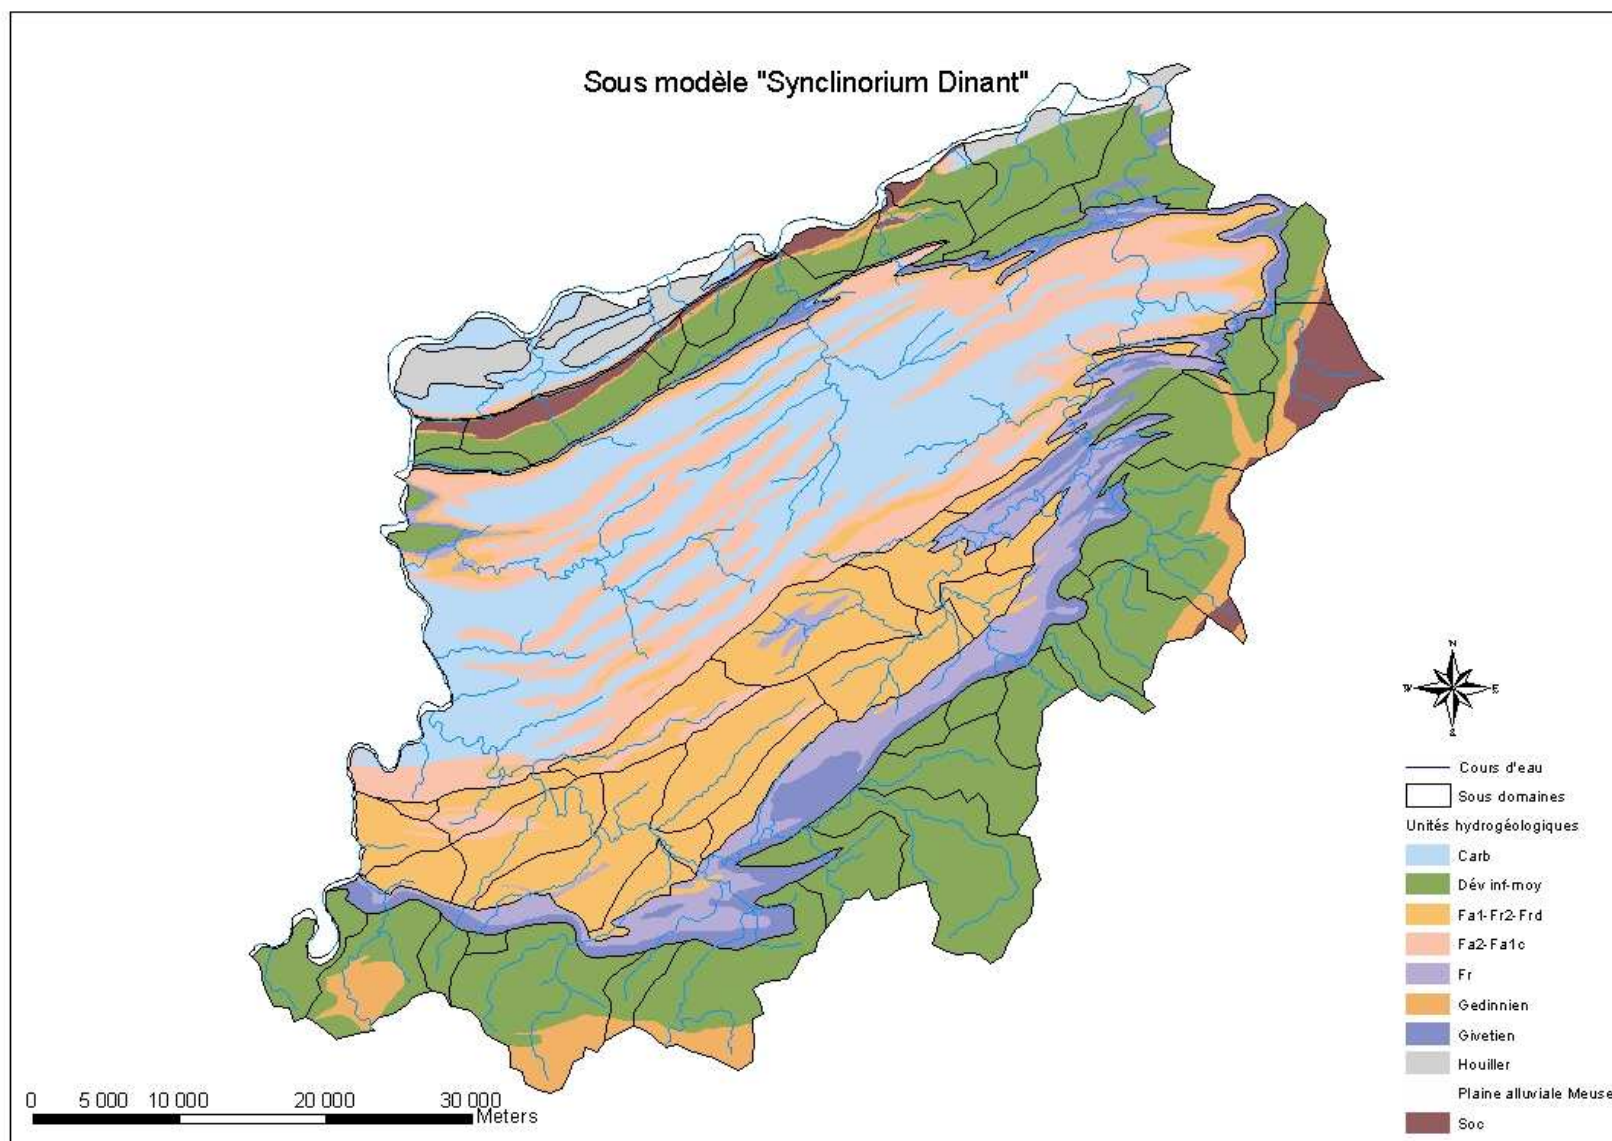 Sous modèle "Synclinorium Dinant"
N
W E
S
Cours d'eau
Sous domaines
Unités hydrogéologiques
Carb
Dév inf-moy
Fa1-Fr2-Frd
Fa2-Fa1c
Fr
Gedinnien
Givetien
Houiller
Plaine alluviale Meuse
Soc
0 5 000 10 000 20 000 30 000
Meters